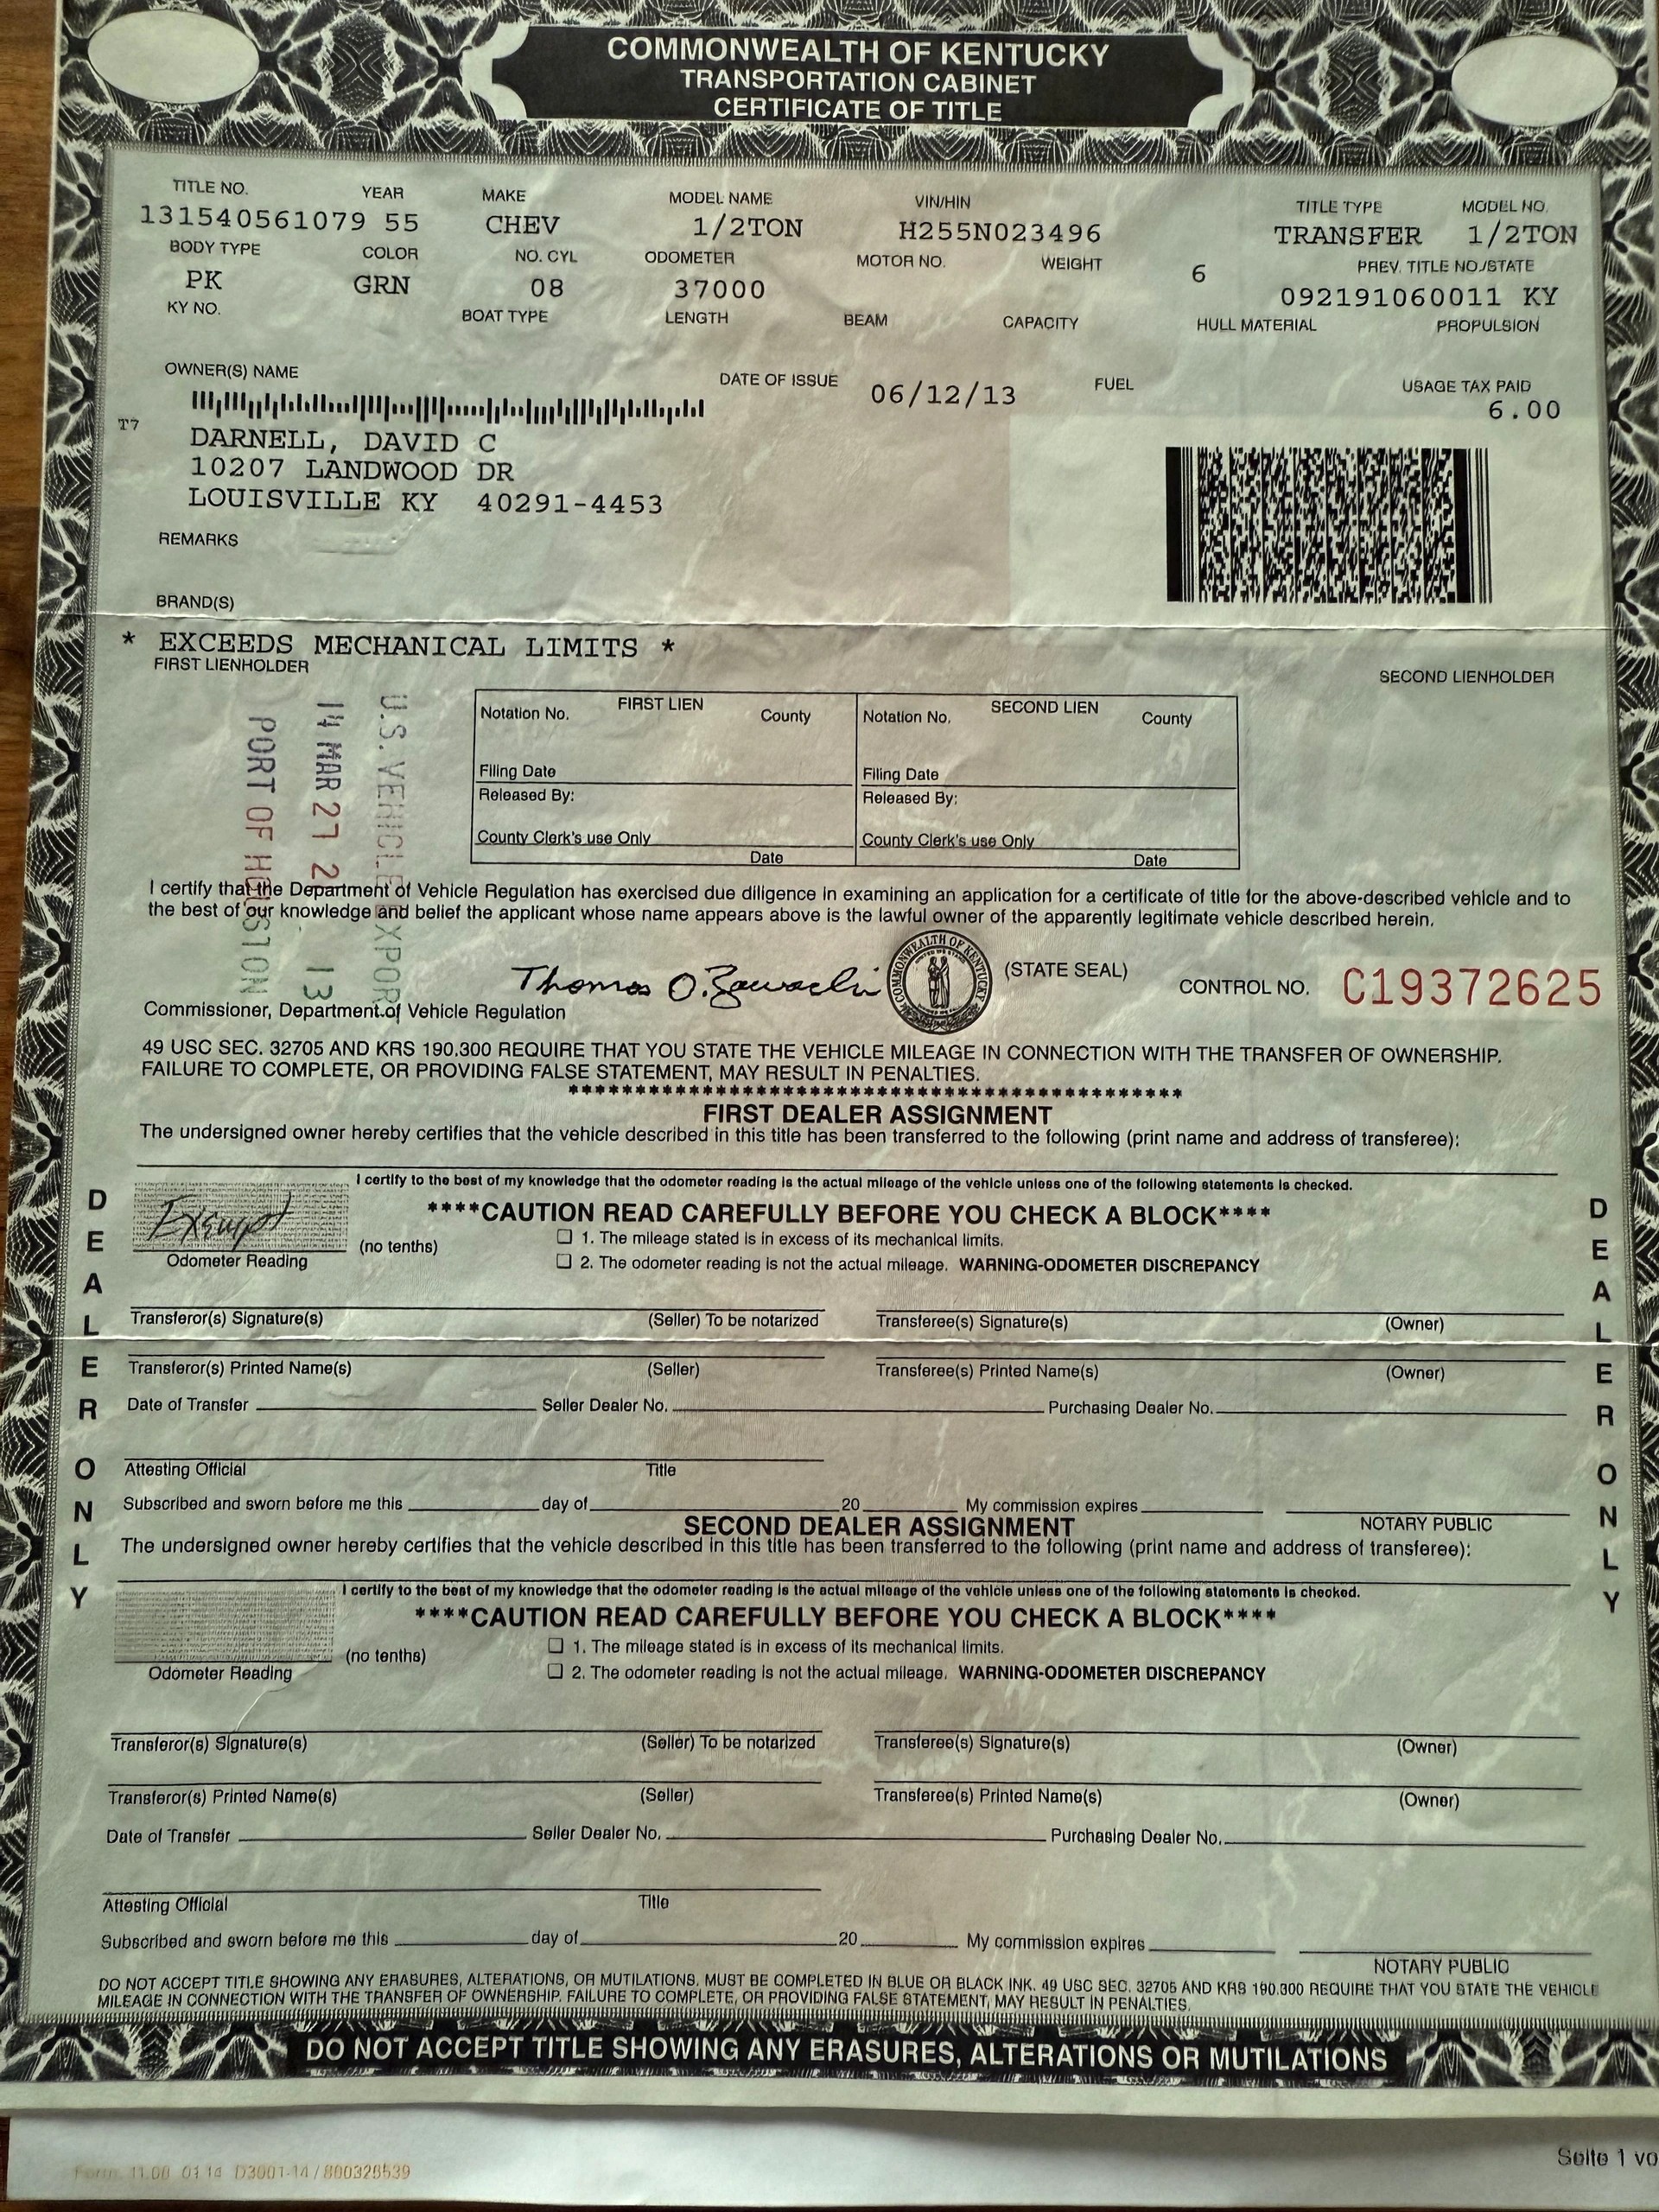 COMMONWEALTH OF KENTUCKY
TRANSPORTATION CABINET
CERTIFICATE OF TITLE
TITLE NO. YEAR MAKE MODEL NAME VIN/HIN TITLE TYPE MODEL NO.
131540561079 55 CHEV 1/2TON H255N023496 TRANSFER 1/2TON
BODY TYPE COLOR NO. CYL ODOMETER MOTOR NO. WEIGHT PREV. TITLE NO./STATE
PK GRN 08 37000 6 092191060011 KY
KY NO. BOAT TYPE LENGTH BEAM CAPACITY HULL MATERIAL PROPULSION
OWNER(S) NAME DATE OF ISSUE 06/12/13 FUEL USAGE TAX PAID
6.00
T7
DARNELL, DAVID C
10207 LANDWOOD DR
LOUISVILLE KY 40291-4453
REMARKS
BRAND(S)
* EXCEEDS MECHANICAL LIMITS *
FIRST LIENHOLDER SECOND LIENHOLDER
U.S. VEHICLE EXPOR
14 MAR 27 2 13
PORT OF HOUSTON
FIRST LIEN SECOND LIEN
Notation No. County Notation No. County
Filing Date Filing Date
Released By: Released By:
County Clerk's use Only County Clerk's use Only
Date Date
I certify that the Department of Vehicle Regulation has exercised due diligence in examining an application for a certificate of title for the above-described vehicle and to
the best of our knowledge and belief the applicant whose name appears above is the lawful owner of the apparently legitimate vehicle described herein.
Thomas O. Zawacki
COMMONWEALTH OF KENTUCKY
(STATE SEAL) CONTROL NO. C19372625
Commissioner, Department of Vehicle Regulation
49 USC SEC. 32705 AND KRS 190.300 REQUIRE THAT YOU STATE THE VEHICLE MILEAGE IN CONNECTION WITH THE TRANSFER OF OWNERSHIP.
FAILURE TO COMPLETE, OR PROVIDING FALSE STATEMENT, MAY RESULT IN PENALTIES.
FIRST DEALER ASSIGNMENT
The undersigned owner hereby certifies that the vehicle described in this title has been transferred to the following (print name and address of transferee):
I certify to the best of my knowledge that the odometer reading is the actual mileage of the vehicle unless one of the following statements is checked.
****CAUTION READ CAREFULLY BEFORE YOU CHECK A BLOCK****
Exempt
(no tenths) 1. The mileage stated is in excess of its mechanical limits.
Odometer Reading 2. The odometer reading is not the actual mileage. WARNING-ODOMETER DISCREPANCY
Transferor(s) Signature(s) (Seller) To be notarized Transferee(s) Signature(s) (Owner)
Transferor(s) Printed Name(s) (Seller) Transferee(s) Printed Name(s) (Owner)
Date of Transfer Seller Dealer No. Purchasing Dealer No.
Attesting Official Title
Subscribed and sworn before me this day of 20 My commission expires
NOTARY PUBLIC
SECOND DEALER ASSIGNMENT
The undersigned owner hereby certifies that the vehicle described in this title has been transferred to the following (print name and address of transferee):
I certify to the best of my knowledge that the odometer reading is the actual mileage of the vehicle unless one of the following statements is checked.
****CAUTION READ CAREFULLY BEFORE YOU CHECK A BLOCK****
(no tenths) 1. The mileage stated is in excess of its mechanical limits.
Odometer Reading 2. The odometer reading is not the actual mileage. WARNING-ODOMETER DISCREPANCY
Transferor(s) Signature(s) (Seller) To be notarized Transferee(s) Signature(s) (Owner)
Transferor(s) Printed Name(s) (Seller) Transferee(s) Printed Name(s) (Owner)
Date of Transfer Seller Dealer No. Purchasing Dealer No.
Attesting Official Title
Subscribed and sworn before me this day of 20 My commission expires
NOTARY PUBLIC
DEALER ONLY
DEALER ONLY
DO NOT ACCEPT TITLE SHOWING ANY ERASURES, ALTERATIONS, OR MUTILATIONS. MUST BE COMPLETED IN BLUE OR BLACK INK. 49 USC SEC. 32705 AND KRS 190.300 REQUIRE THAT YOU STATE THE VEHICLE
MILEAGE IN CONNECTION WITH THE TRANSFER OF OWNERSHIP. FAILURE TO COMPLETE, OR PROVIDING FALSE STATEMENT, MAY RESULT IN PENALTIES.
DO NOT ACCEPT TITLE SHOWING ANY ERASURES, ALTERATIONS OR MUTILATIONS
Form. 11.00 01 14 D3001-14/800328539
Seite 1 vo